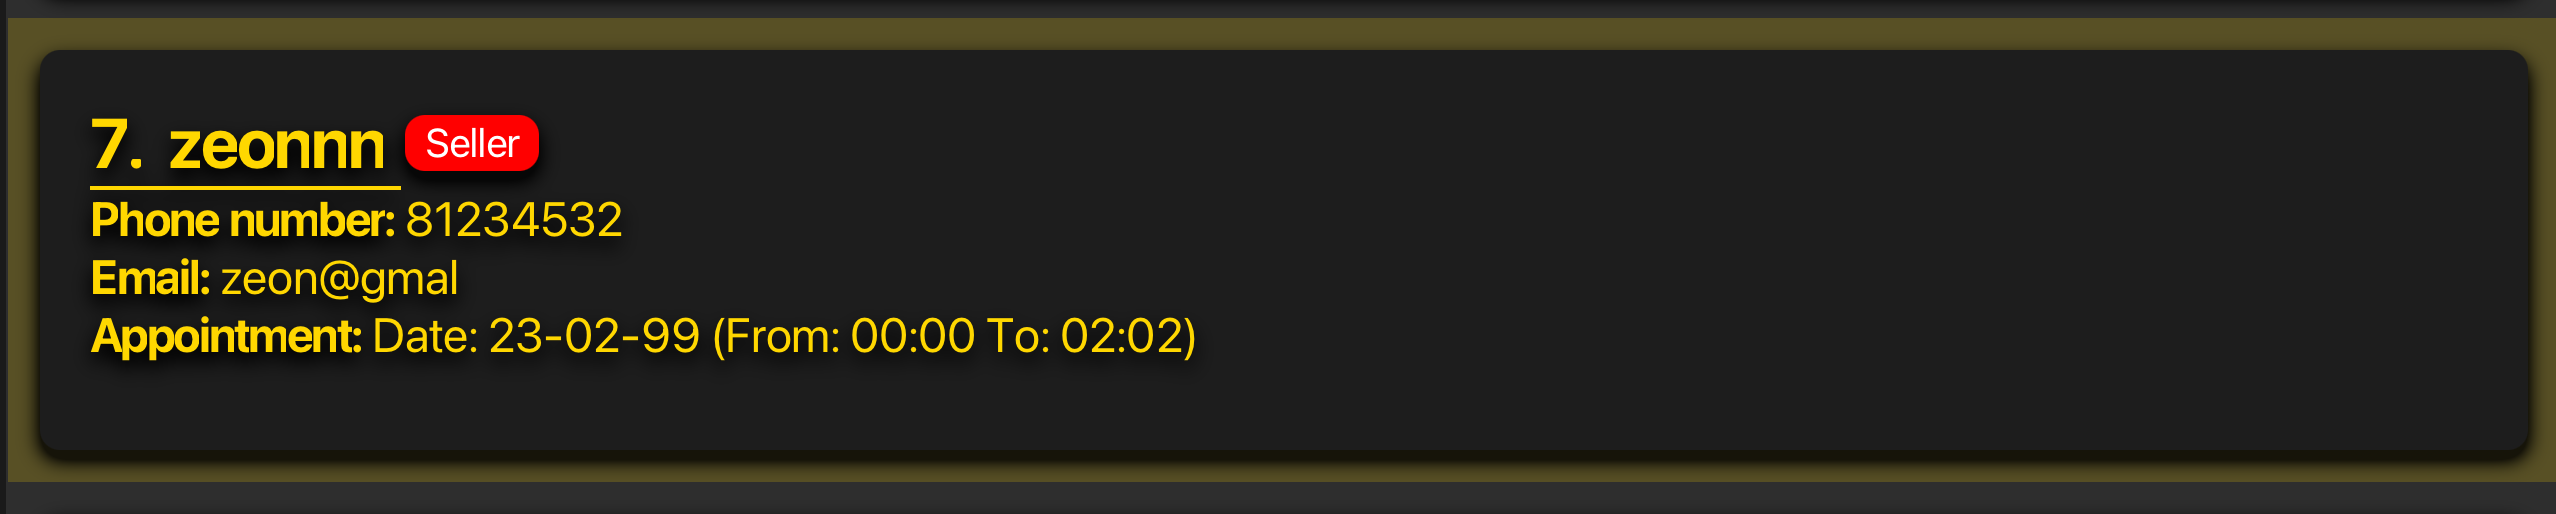 7. zeonnn Seller
Phone number: 81234532
Email: zeon@gmal
Appointment: Date: 23-02-99 (From: 00:00 To: 02:02)